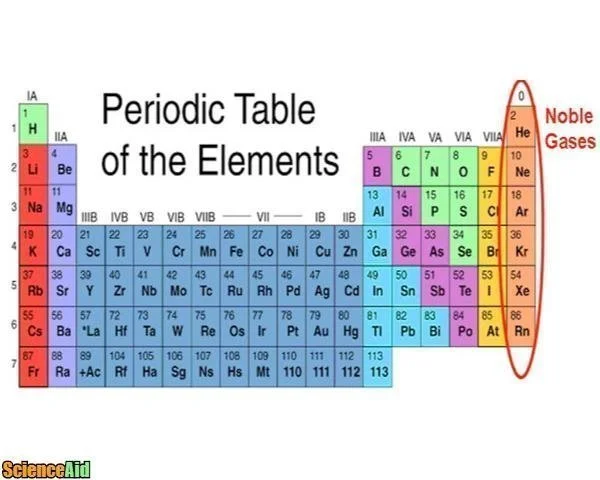 Periodic Table
of the Elements
Noble
Gases
IA 0
1 1 H IIA IIIA IVA VA VIA VIIA 2 He
2 3 Li 4 Be 5 B 6 C 7 N 8 O 9 F 10 Ne
3 11 Na 11 Mg IIIB IVB VB VIB VIIB VII IB IIB 13 Al 14 Si 15 P 16 S 17 Cl 18 Ar
4 19 K 20 Ca 21 Sc 22 Ti 23 V 24 Cr 25 Mn 26 Fe 27 Co 28 Ni 29 Cu 30 Zn 31 Ga 32 Ge 33 As 34 Se 35 Br 36 Kr
5 37 Rb 38 Sr 39 Y 40 Zr 41 Nb 42 Mo 43 Tc 44 Ru 45 Rh 46 Pd 47 Ag 48 Cd 49 In 50 Sn 51 Sb 52 Te 53 I 54 Xe
6 55 Cs 56 Ba 57 *La 72 Hf 73 Ta 74 W 75 Re 76 Os 77 Ir 78 Pt 79 Au 80 Hg 81 Tl 82 Pb 83 Bi 84 Po 85 At 86 Rn
7 87 Fr 88 Ra 89 +Ac 104 Rf 105 Ha 106 Sg 107 Ns 108 Hs 109 Mt 110 110 111 111 112 112 113 113
ScienceAid